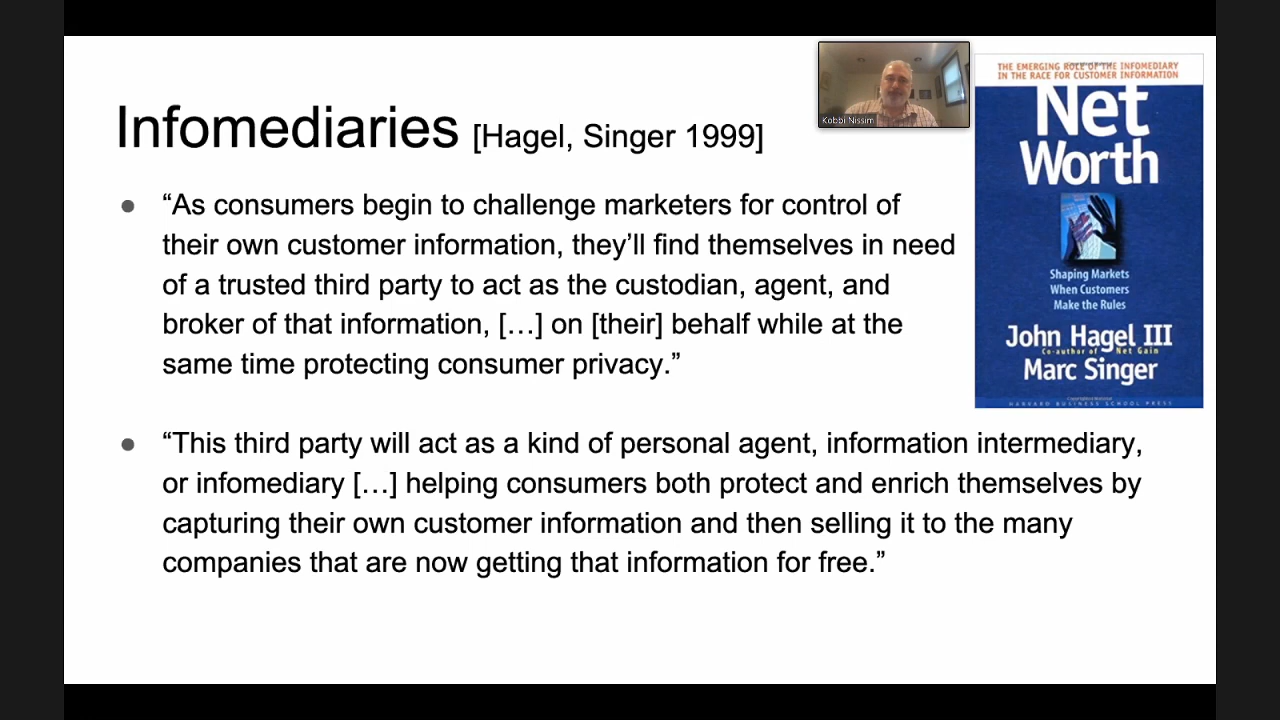 Infomediaries [Hagel, Singer 1999]
● “As consumers begin to challenge marketers for control of
their own customer information, they’ll find themselves in need
of a trusted third party to act as the custodian, agent, and
broker of that information, […] on [their] behalf while at the
same time protecting consumer privacy.”
● “This third party will act as a kind of personal agent, information intermediary,
or infomediary […] helping consumers both protect and enrich themselves by
capturing their own customer information and then selling it to the many
companies that are now getting that information for free.”
Kobbi Nissim
THE EMERGING ROLE OF THE INFOMEDIARY
IN THE RACE FOR CUSTOMER INFORMATION
Net
Worth
Shaping Markets
When Customers
Make the Rules
John Hagel III
Co-author of Net Gain
Marc Singer
HARVARD BUSINESS SCHOOL PRESS